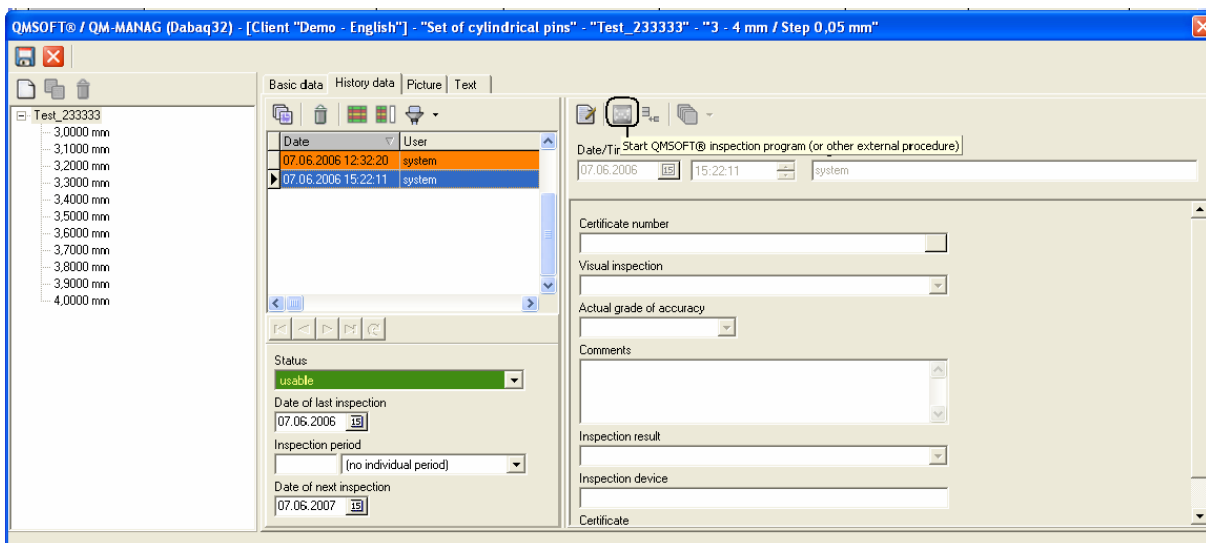 QMSOFT® / QM-MANAG (Dabaq32) - [Client "Demo - English"] - "Set of cylindrical pins" - "Test_233333" - "3 - 4 mm / Step 0,05 mm"
Test_233333
3,0000 mm
3,1000 mm
3,2000 mm
3,3000 mm
3,4000 mm
3,5000 mm
3,6000 mm
3,7000 mm
3,8000 mm
3,9000 mm
4,0000 mm
Basic data History data Picture Text
Date User
07.06.2006 12:32:20 system
07.06.2006 15:22:11 system
Status
usable
Date of last inspection
07.06.2006 15
Inspection period
(no individual period)
Date of next inspection
07.06.2007 15
Start QMSOFT® inspection program (or other external procedure)
Date/Tir
07.06.2006 15 15:22:11 system
Certificate number
Visual inspection
Actual grade of accuracy
Comments
Inspection result
Inspection device
Certificate